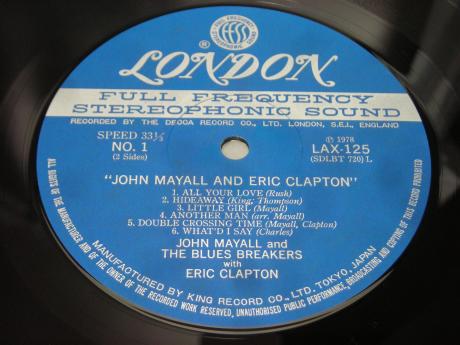 FULL FREQUENCY
STEREOPHONIC
SOUND
ffss
®
LONDON
FULL FREQUENCY
STEREOPHONIC SOUND
RECORDED BY THE DECCA RECORD CO., LTD. LONDON, S.E.I., ENGLAND
SPEED 33⅓
NO. 1
(2 Sides)
℗ 1978
LAX-125
(SDLBT 720) L
"JOHN MAYALL AND ERIC CLAPTON"
1. ALL YOUR LOVE (Rush)
2. HIDEAWAY (King, Thompson)
3. LITTLE GIRL (Mayall)
4. ANOTHER MAN (arr. Mayall)
5. DOUBLE CROSSING TIME (Mayall, Clapton)
6. WHAT'D I SAY (Charles)
JOHN MAYALL and
THE BLUES BREAKERS
with
ERIC CLAPTON
MANUFACTURED BY KING RECORD CO., LTD. TOKYO, JAPAN
ALL RIGHTS OF THE MANUFACTURER AND OF THE OWNER OF THE RECORDED WORK RESERVED, UNAUTHORISED PUBLIC PERFORMANCE, BROADCASTING AND COPYING OF THIS RECORD PROHIBITED